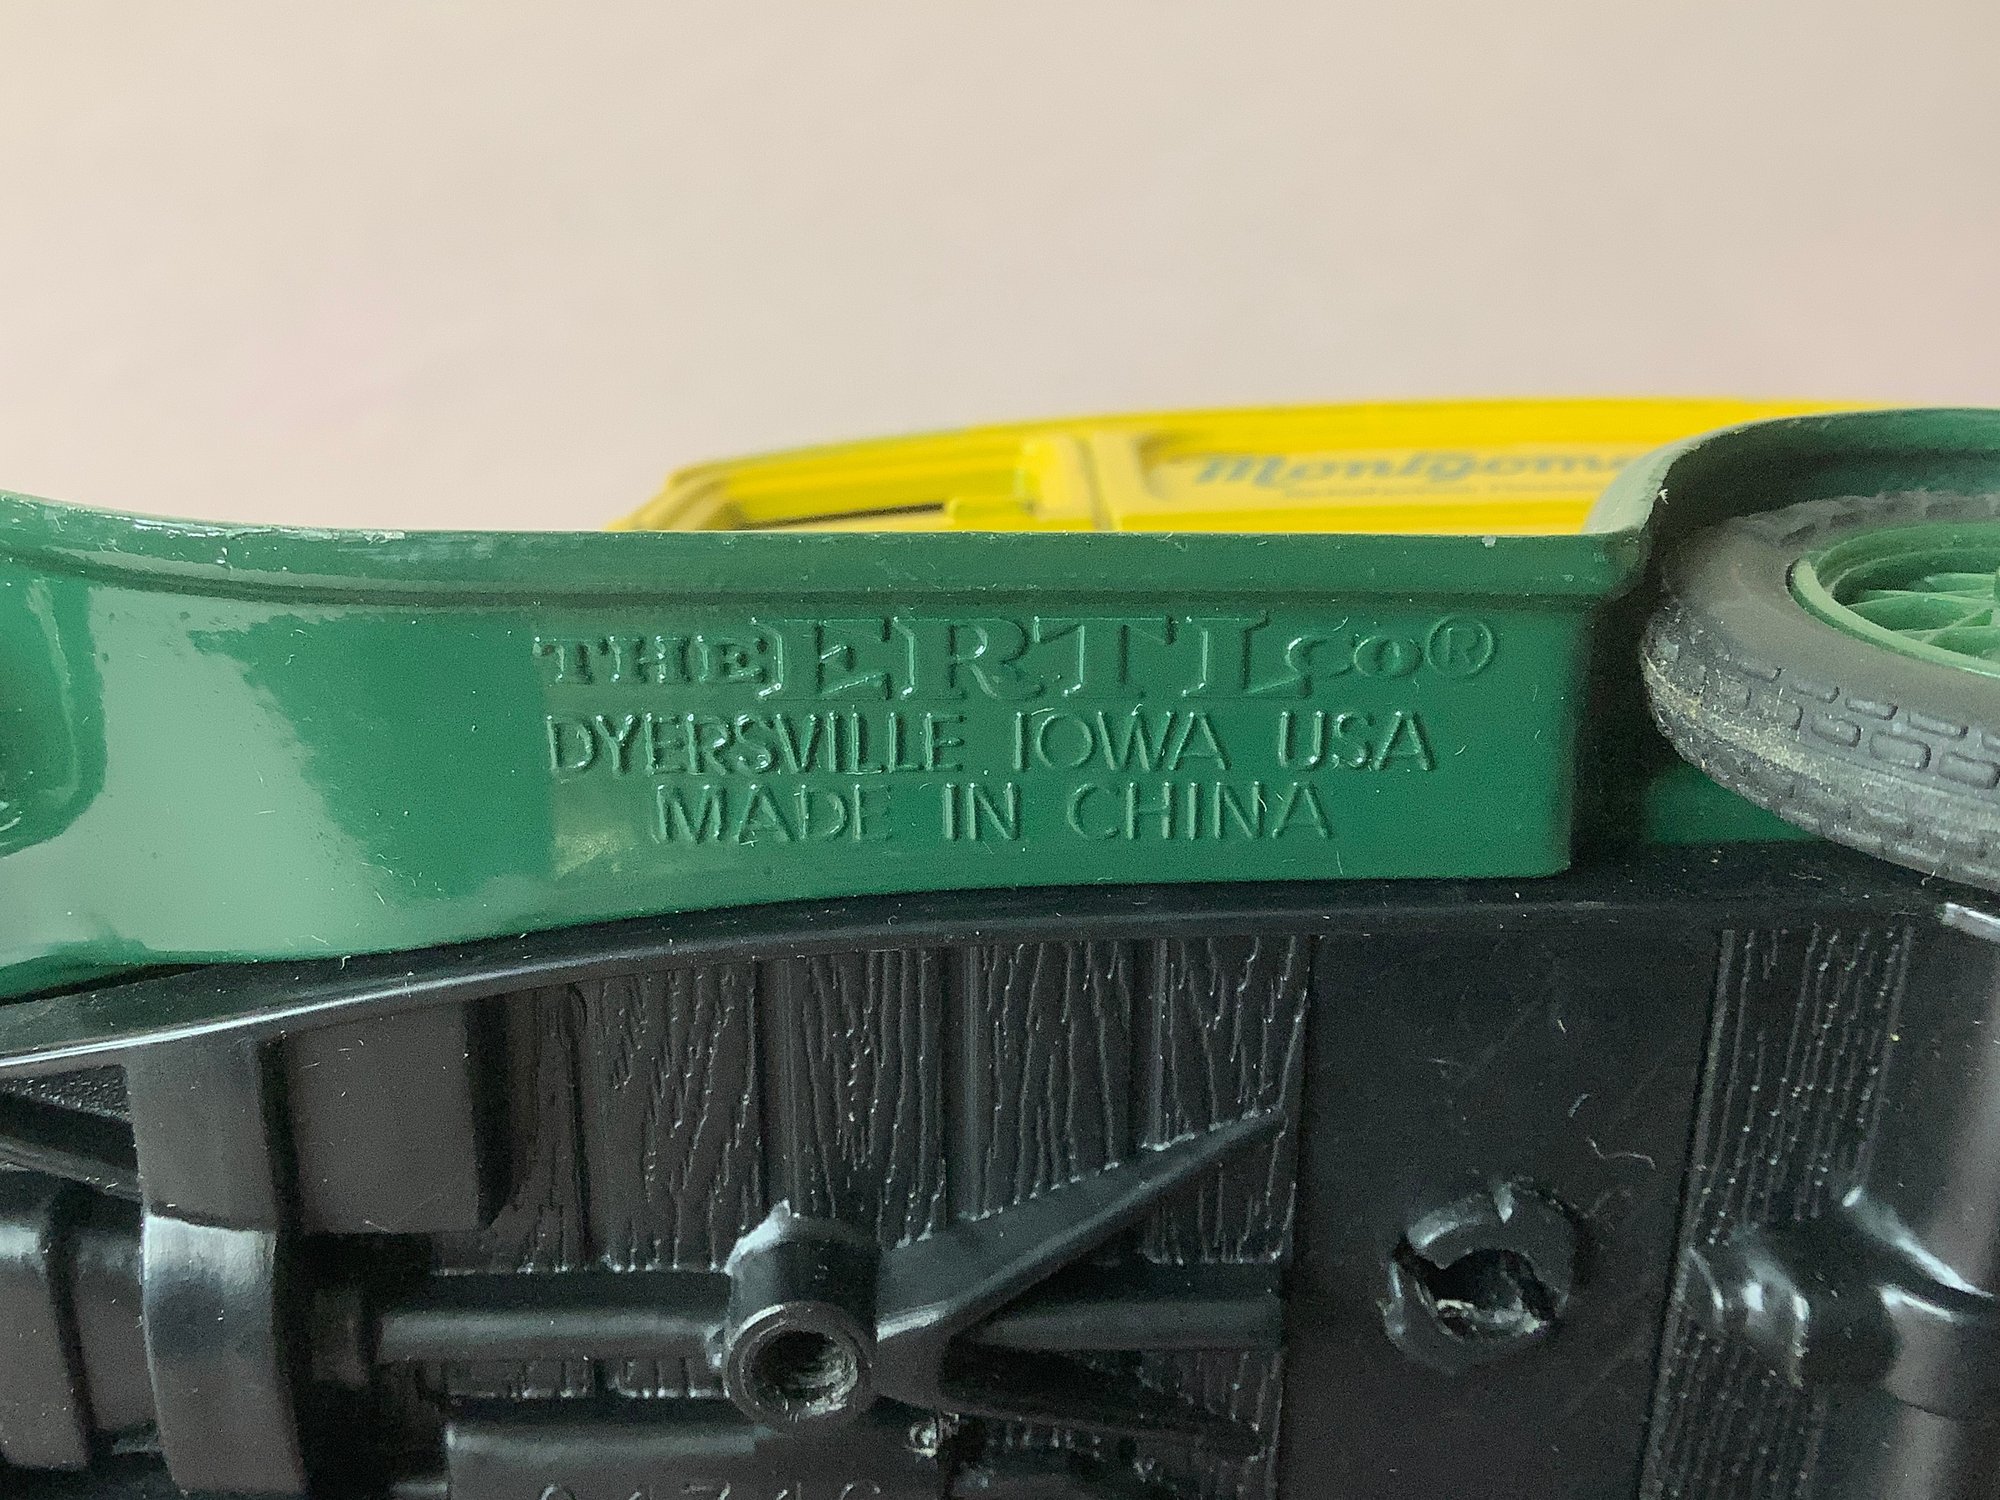 THE ERTL CO®
DYERSVILLE IOWA USA
MADE IN CHINA